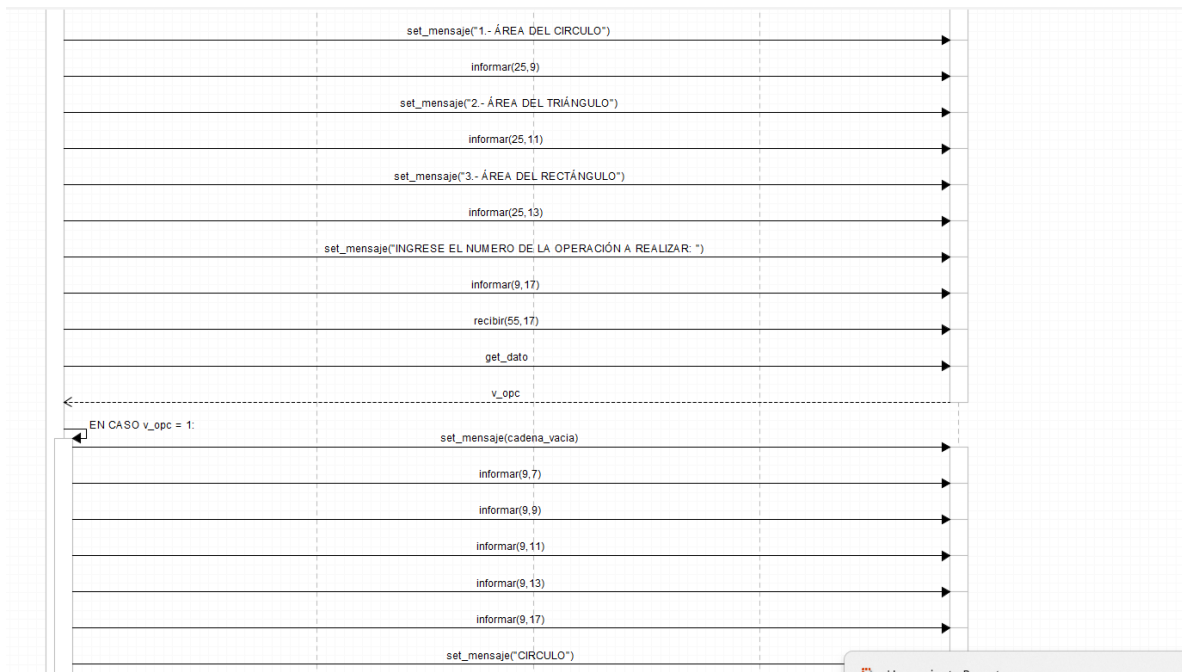 set_mensaje("1.- ÁREA DEL CIRCULO")
informar(25,9)
set_mensaje("2.- ÁREA DEL TRIÁNGULO")
informar(25,11)
set_mensaje("3.- ÁREA DEL RECTÁNGULO")
informar(25,13)
set_mensaje("INGRESE EL NUMERO DE LA OPERACIÓN A REALIZAR: ")
informar(9,17)
recibir(55,17)
get_dato
v_opc
EN CASO v_opc = 1:
set_mensaje(cadena_vacia)
informar(9,7)
informar(9,9)
informar(9,11)
informar(9,13)
informar(9,17)
set_mensaje("CIRCULO")